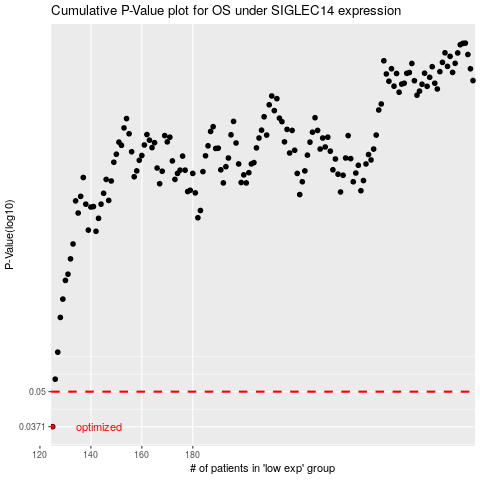 Cumulative P-Value plot for OS under SIGLEC14 expression
P-Value(log10)
0.05
0.0371
optimized
120 140 160 180
# of patients in 'low exp' group